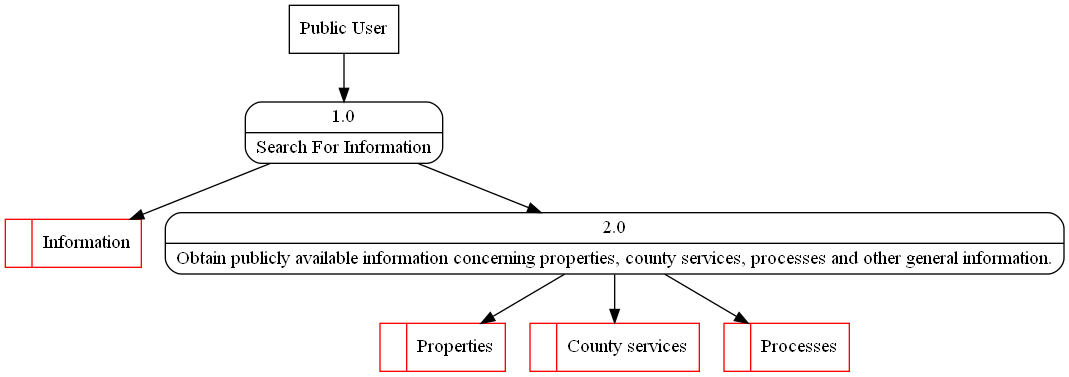 Public User
1.0
Search For Information
Information
2.0
Obtain publicly available information concerning properties, county services, processes and other general information.
Properties
County services
Processes